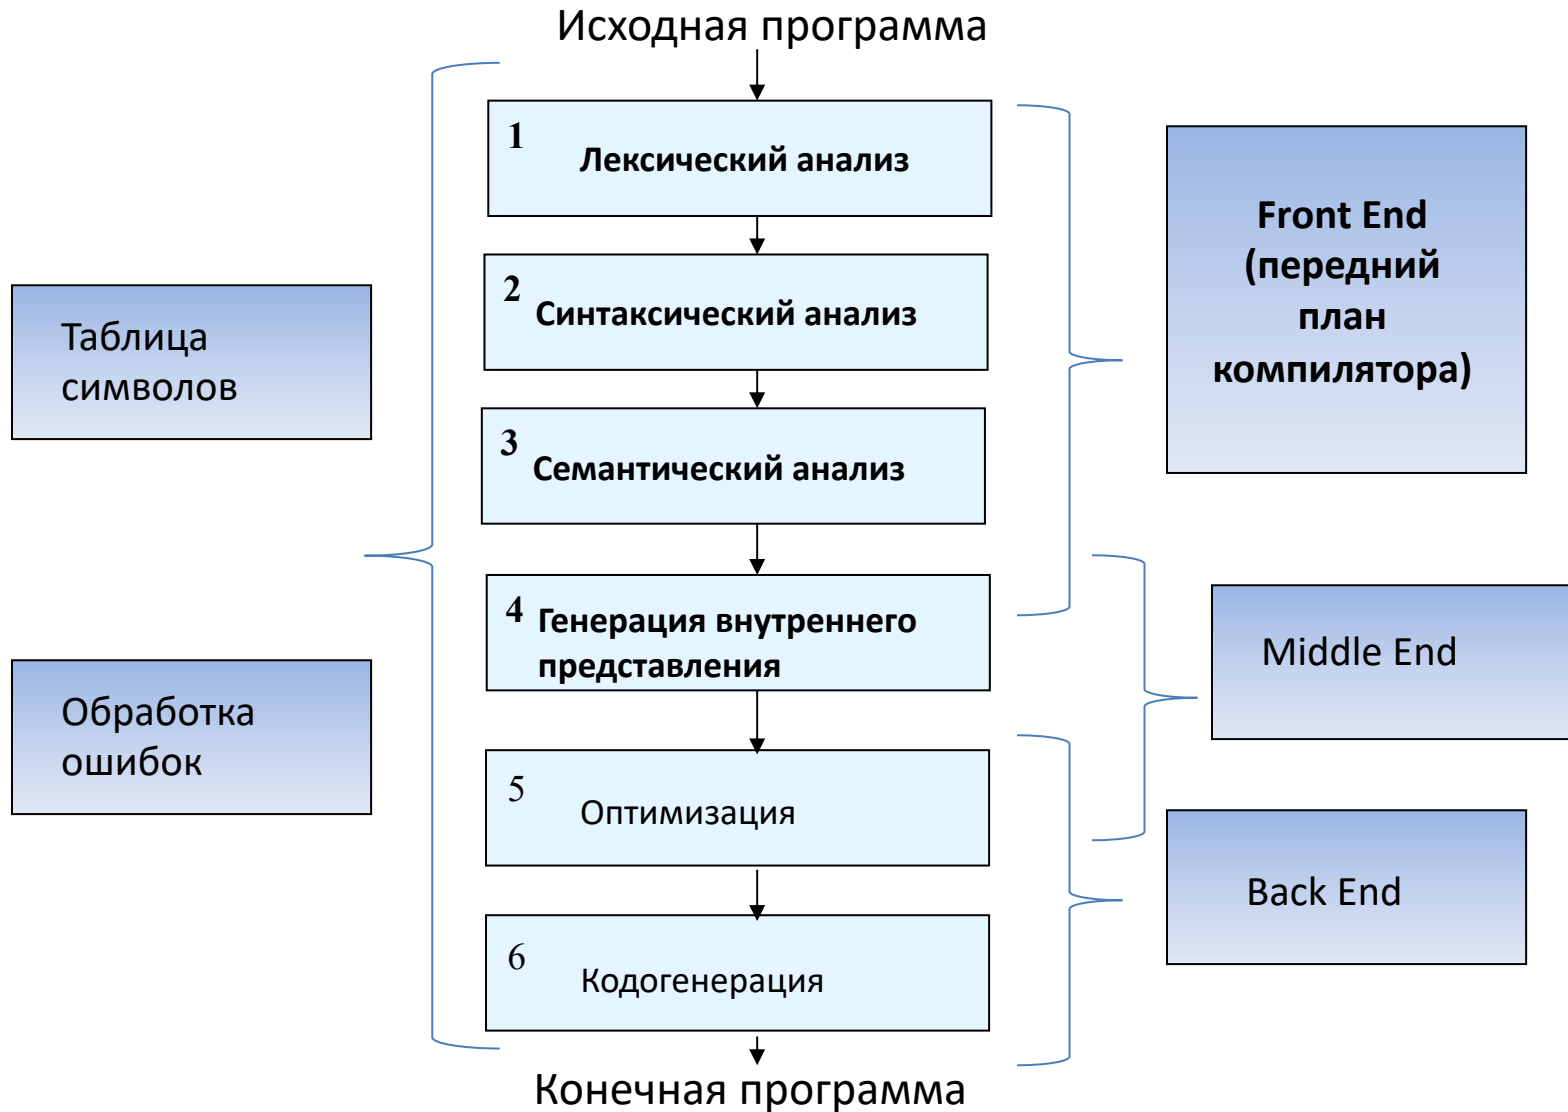 Исходная программа
1
Лексический анализ
2
Синтаксический анализ
3
Семантический анализ
4
Генерация внутреннего
представления
5
Оптимизация
6
Кодогенерация
Конечная программа
Таблица
символов
Обработка
ошибок
Front End
(передний
план
компилятора)
Middle End
Back End